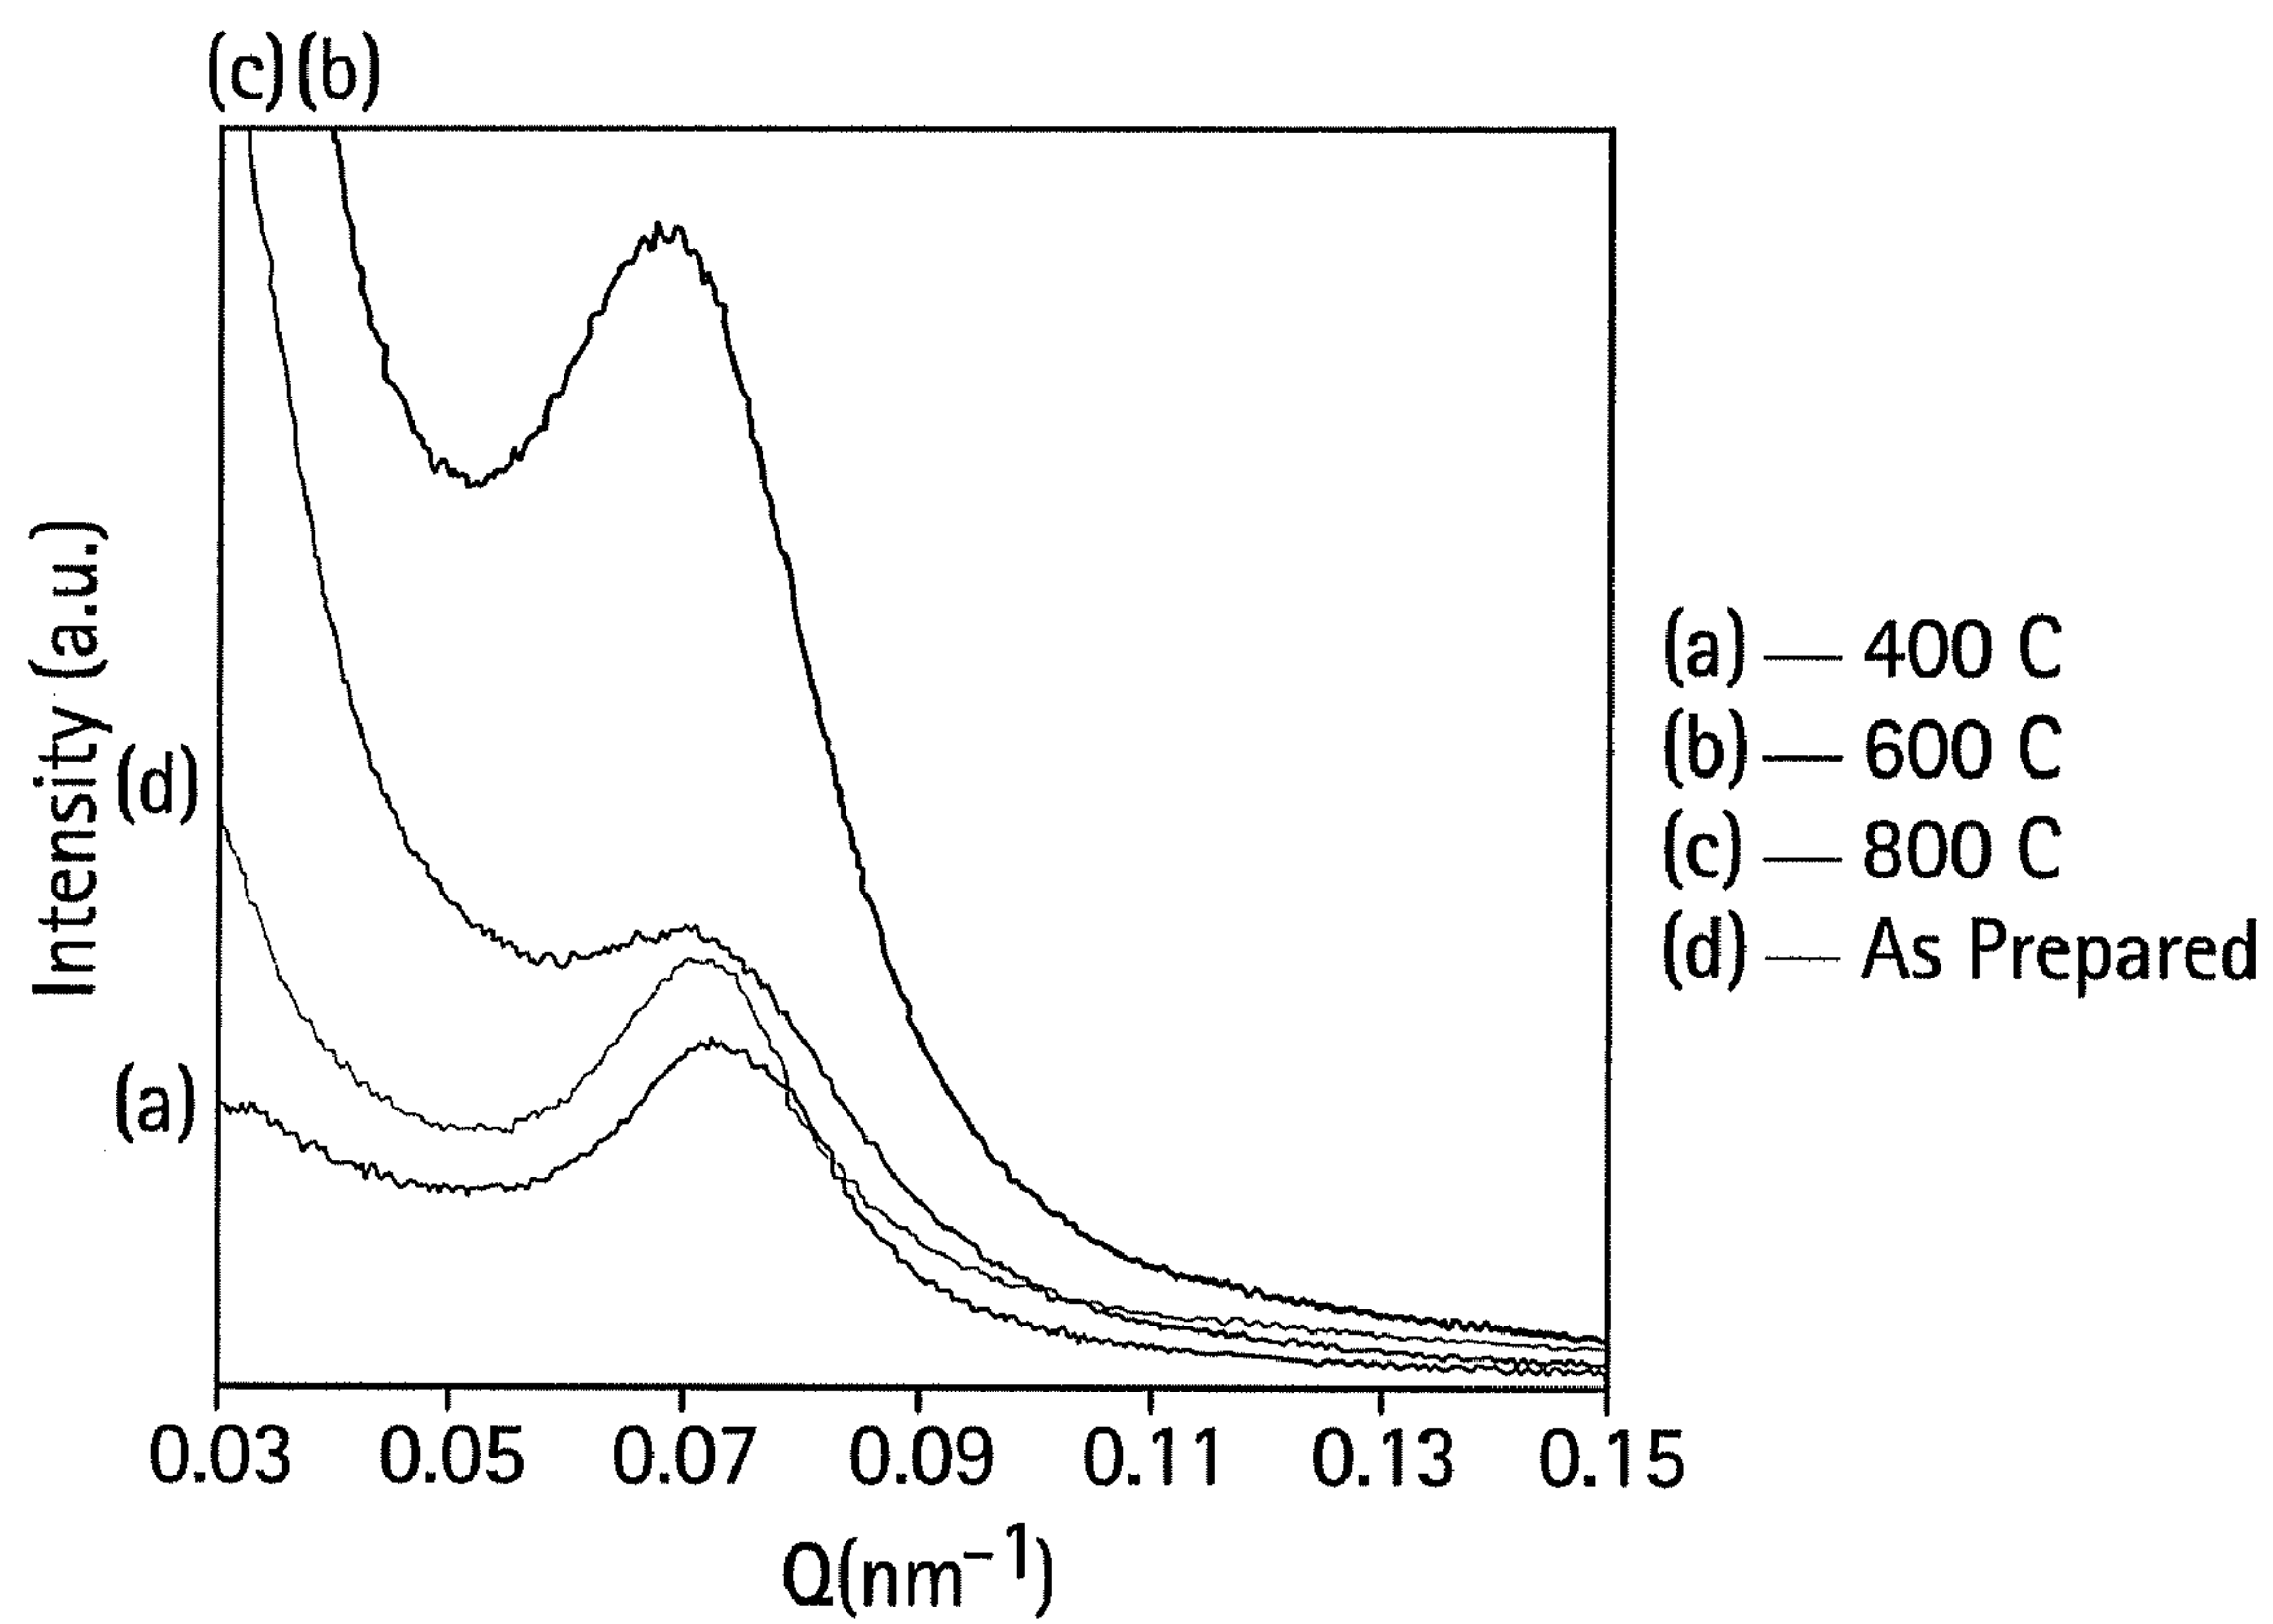 (c) (b)
Intensity (a.u.)
(d)
(a)
(a) — 400 C
(b) — 600 C
(c) — 800 C
(d) — As Prepared
0.03 0.05 0.07 0.09 0.11 0.13 0.15
Q(nm⁻¹)